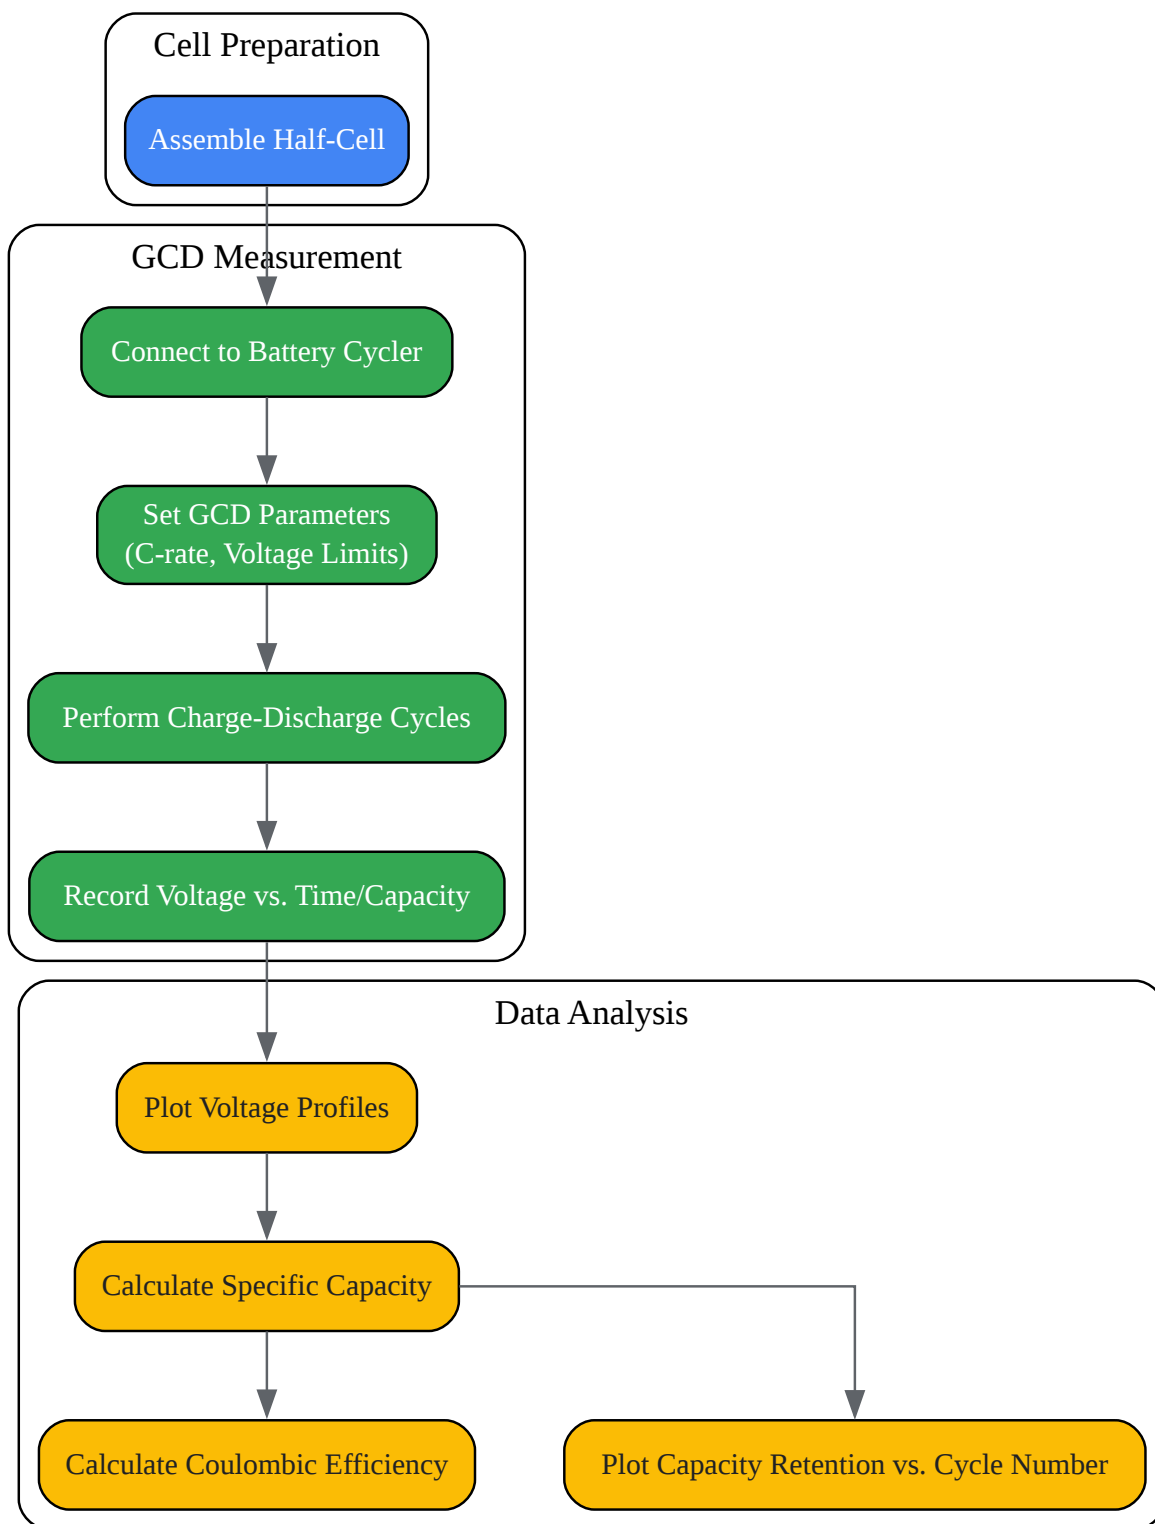 Cell Preparation
Assemble Half-Cell
GCD Measurement
Connect to Battery Cycler
Set GCD Parameters
(C-rate, Voltage Limits)
Perform Charge-Discharge Cycles
Record Voltage vs. Time/Capacity
Data Analysis
Plot Voltage Profiles
Calculate Specific Capacity
Calculate Coulombic Efficiency
Plot Capacity Retention vs. Cycle Number